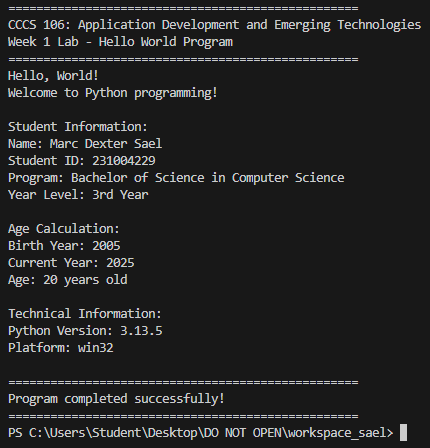 ==================================================
CCCS 106: Application Development and Emerging Technologies
Week 1 Lab - Hello World Program
==================================================
Hello, World!
Welcome to Python programming!
Student Information:
Name: Marc Dexter Sael
Student ID: 231004229
Program: Bachelor of Science in Computer Science
Year Level: 3rd Year
Age Calculation:
Birth Year: 2005
Current Year: 2025
Age: 20 years old
Technical Information:
Python Version: 3.13.5
Platform: win32
==================================================
Program completed successfully!
==================================================
PS C:\Users\Student\Desktop\DO NOT OPEN\workspace_sael>